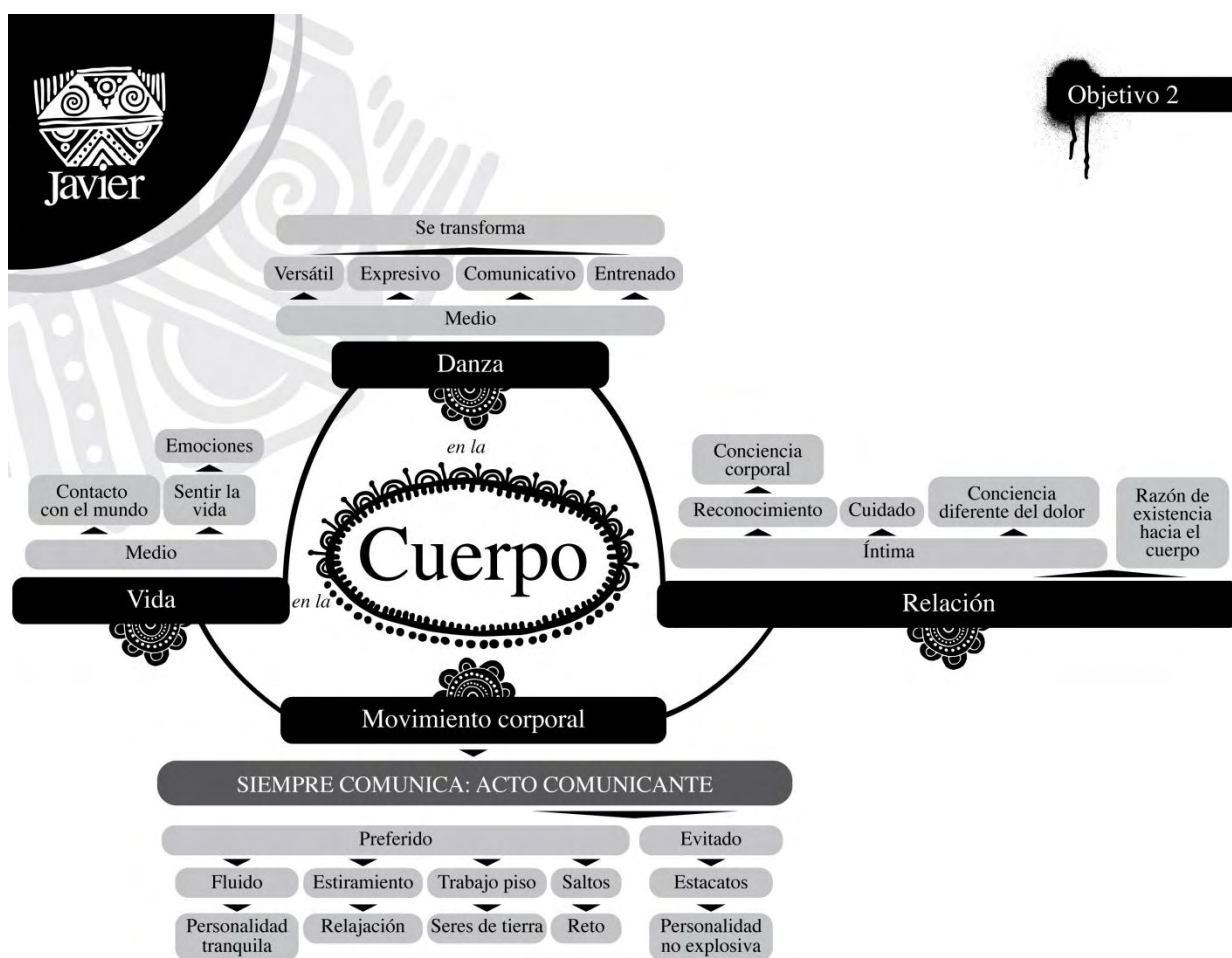 Javier
Objetivo 2
Se transforma
Versátil
Expresivo
Comunicativo
Entrenado
Medio
Danza
en la
Cuerpo
en la
Emociones
Contacto
con el mundo
Sentir la
vida
Medio
Vida
Conciencia
corporal
Reconocimiento
Cuidado
Conciencia
diferente del dolor
Razón de
existencia
hacia el
cuerpo
Íntima
Relación
Movimiento corporal
SIEMPRE COMUNICA: ACTO COMUNICANTE
Preferido
Evitado
Fluido
Estiramiento
Trabajo piso
Saltos
Estacatos
Personalidad
tranquila
Relajación
Seres de tierra
Reto
Personalidad
no explosiva